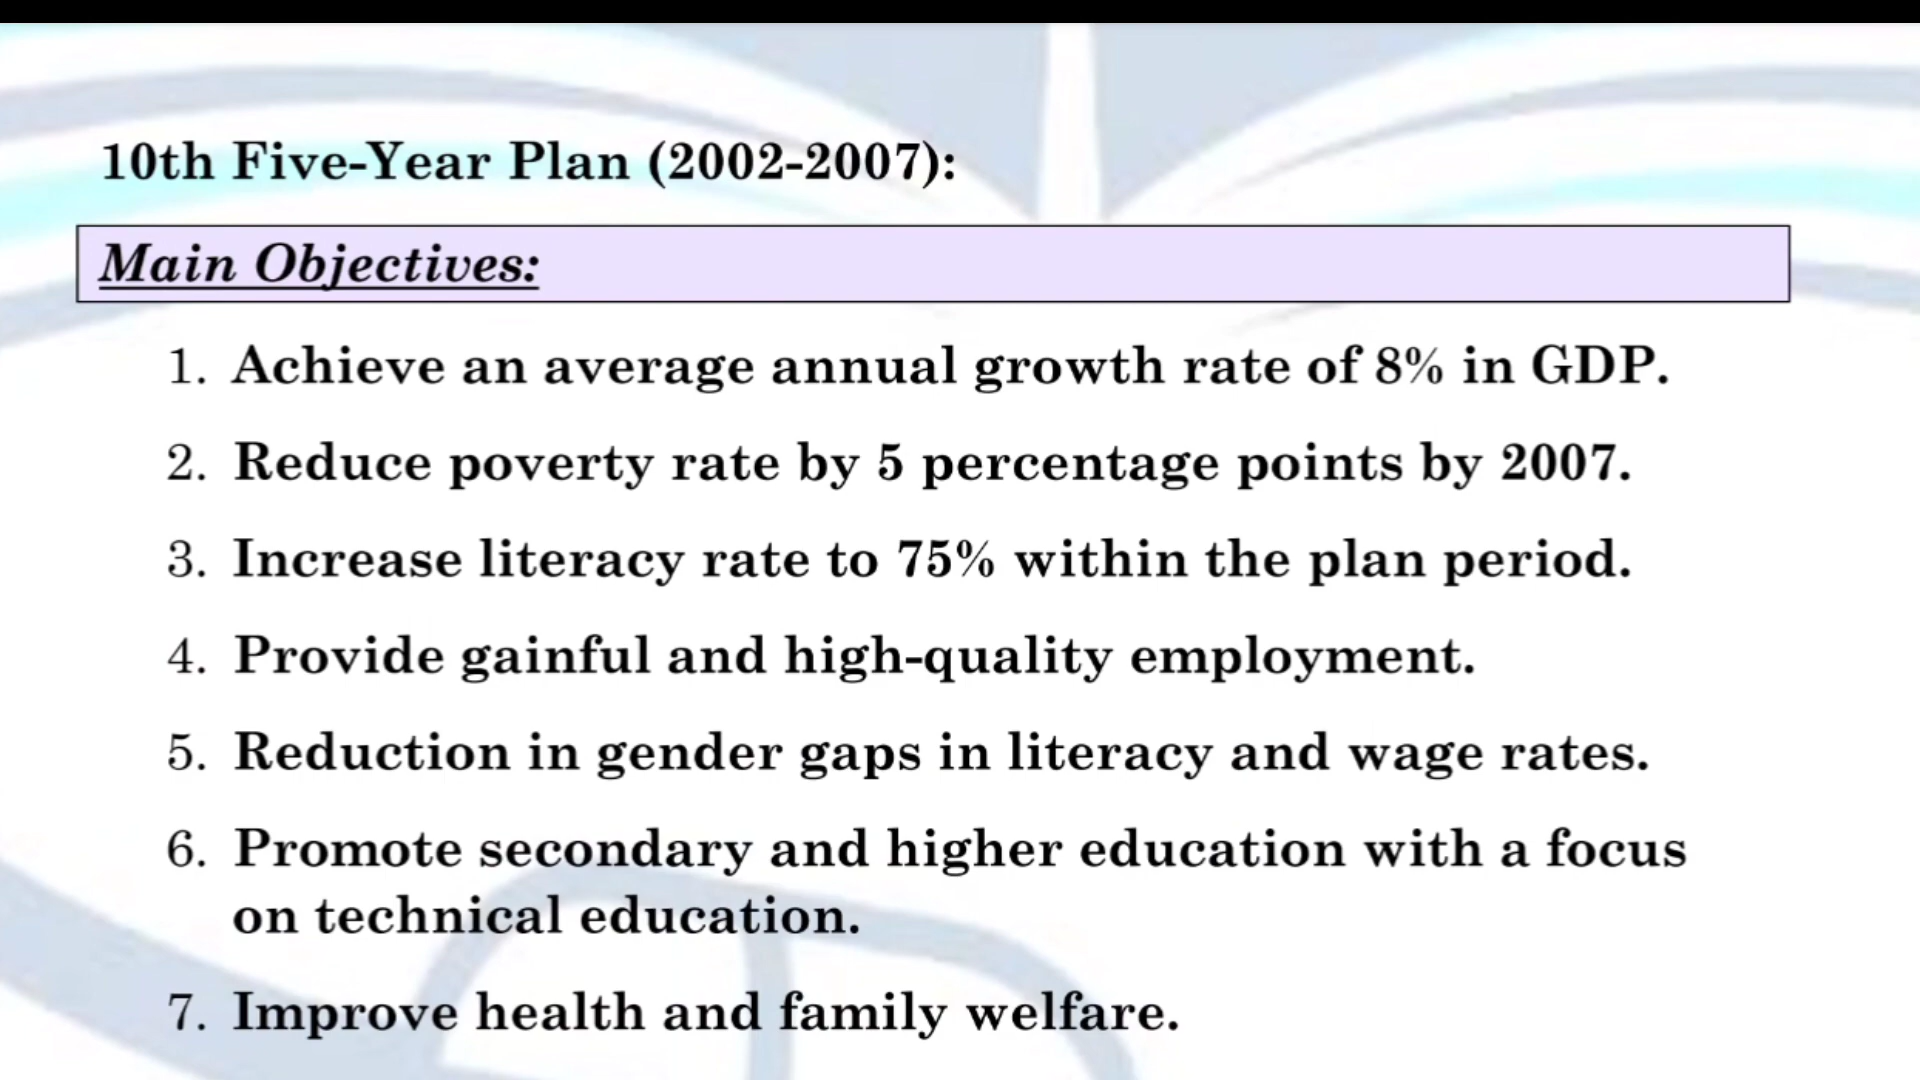 10th Five-Year Plan (2002-2007):
Main Objectives:
1. Achieve an average annual growth rate of 8% in GDP.
2. Reduce poverty rate by 5 percentage points by 2007.
3. Increase literacy rate to 75% within the plan period.
4. Provide gainful and high-quality employment.
5. Reduction in gender gaps in literacy and wage rates.
6. Promote secondary and higher education with a focus
on technical education.
7. Improve health and family welfare.